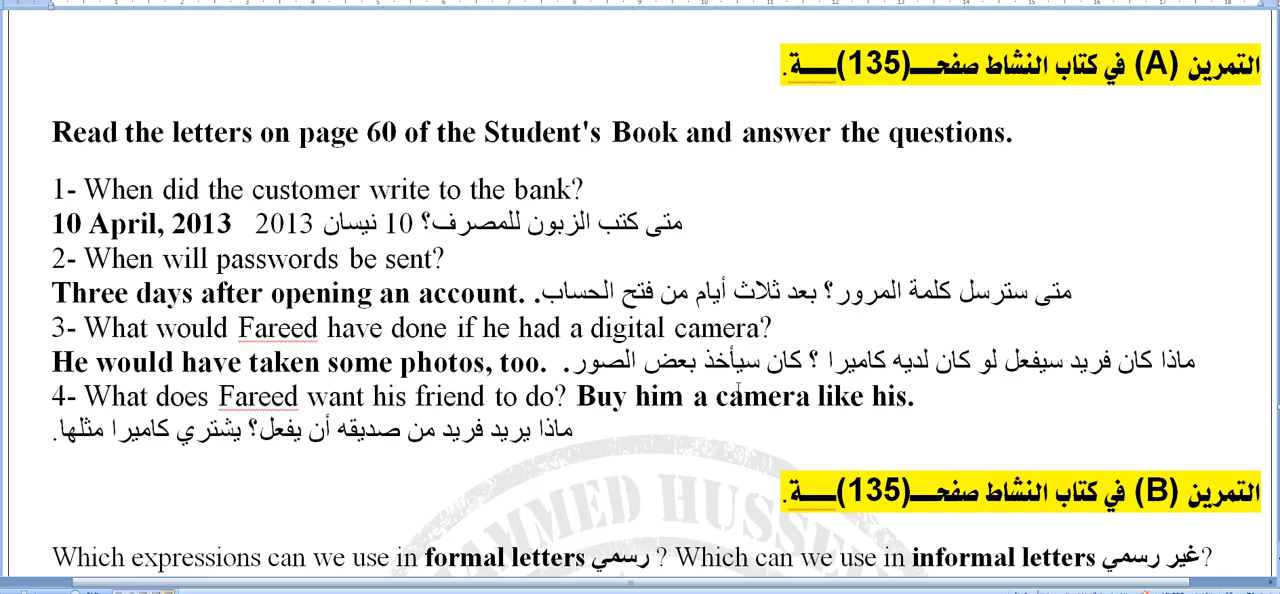 التمرين (A) في كتاب النشاط صفحـــ(135)ـــــة.
Read the letters on page 60 of the Student's Book and answer the questions.
1- When did the customer write to the bank?
10 April, 2013 متى كتب الزبون للمصرف؟ 10 نيسان 2013
2- When will passwords be sent?
Three days after opening an account. متى سترسل كلمة المرور؟ بعد ثلاث أيام من فتح الحساب.
3- What would Fareed have done if he had a digital camera?
He would have taken some photos, too. ماذا كان فريد سيفعل لو كان لديه كاميرا ؟ كان سيأخذ بعض الصور.
4- What does Fareed want his friend to do? Buy him a camera like his.
ماذا يريد فريد من صديقه أن يفعل؟ يشتري كاميرا مثلها.
التمرين (B) في كتاب النشاط صفحـــ(135)ـــــة.
Which expressions can we use in formal letters رسمي ? Which can we use in informal letters غير رسمي?